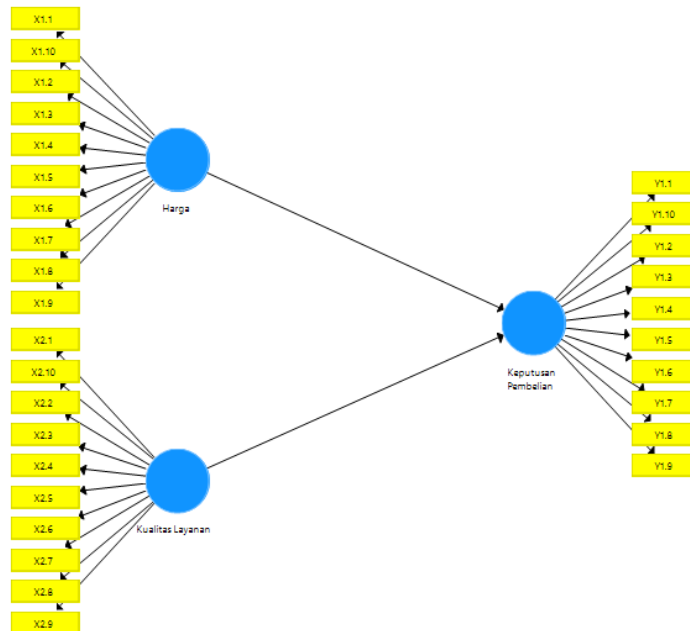 X1.1
X1.10
X1.2
X1.3
X1.4
X1.5
X1.6
X1.7
X1.8
X1.9
Harga
X2.1
X2.10
X2.2
X2.3
X2.4
X2.5
X2.6
X2.7
X2.8
X2.9
Kualitas Layanan
Y1.1
Y1.10
Y1.2
Y1.3
Y1.4
Y1.5
Y1.6
Y1.7
Y1.8
Y1.9
Keputusan
Pembelian